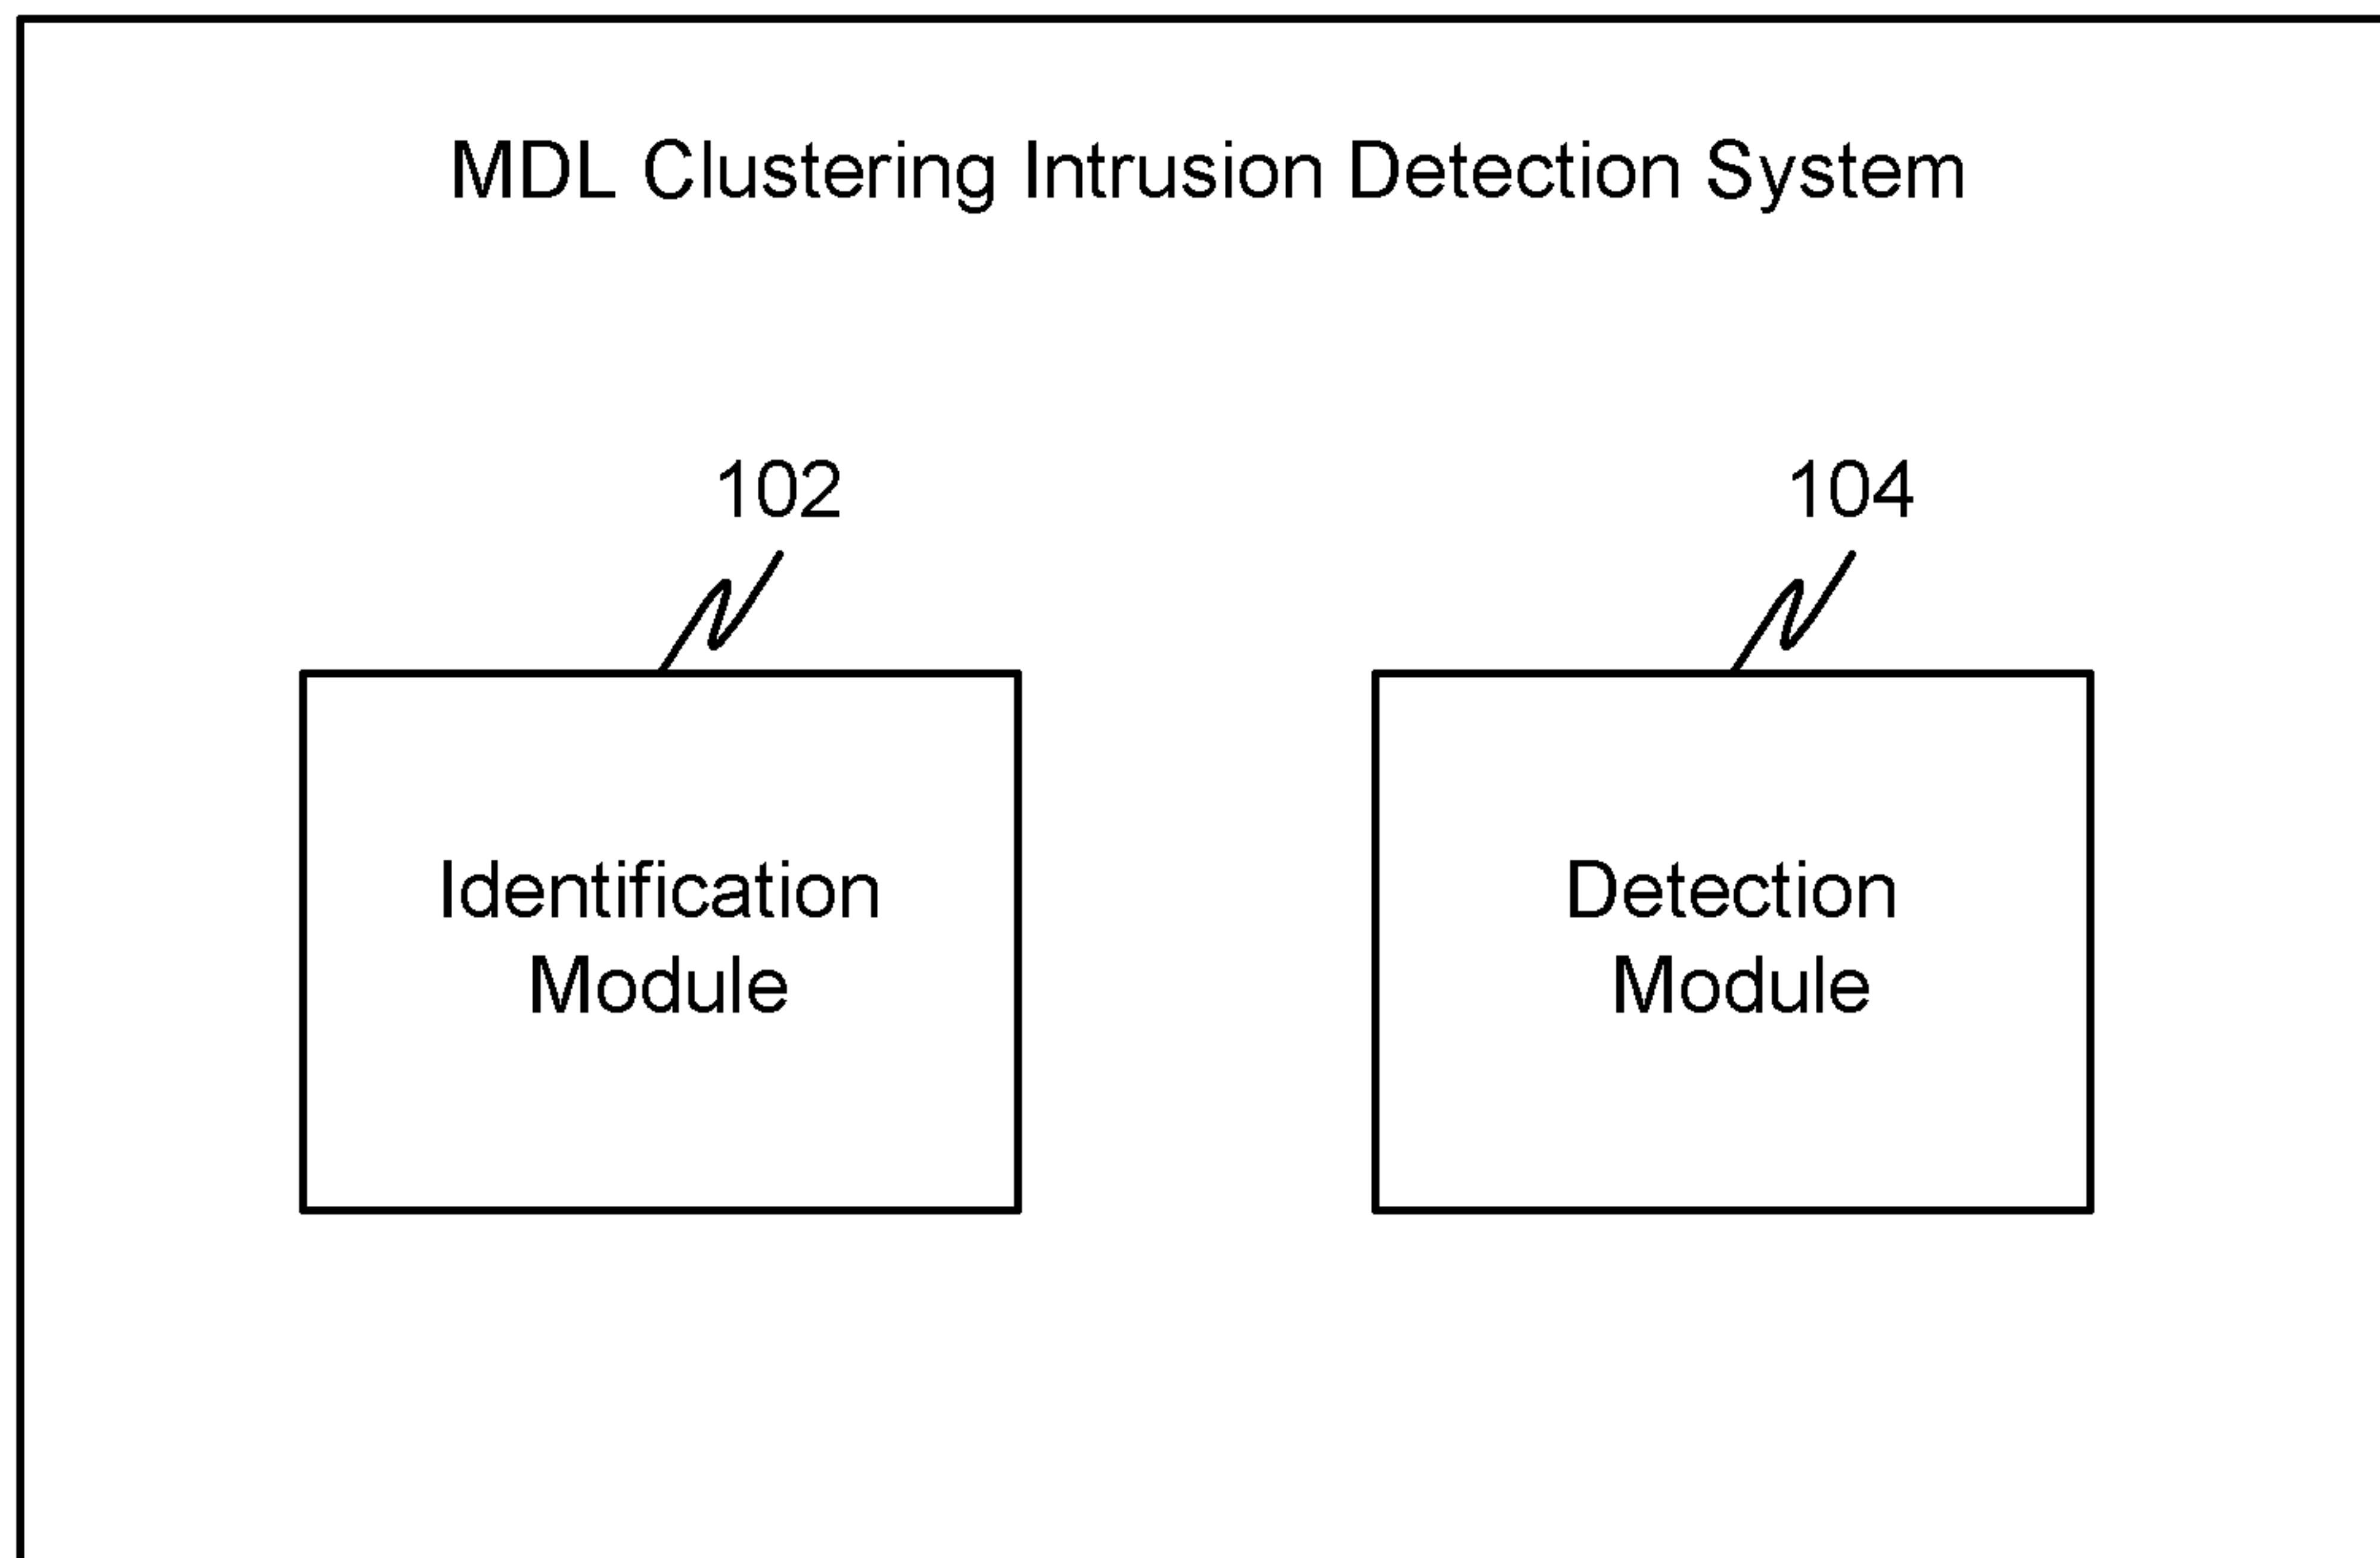 MDL Clustering Intrusion Detection System
102
104
Identification
Module
Detection
Module